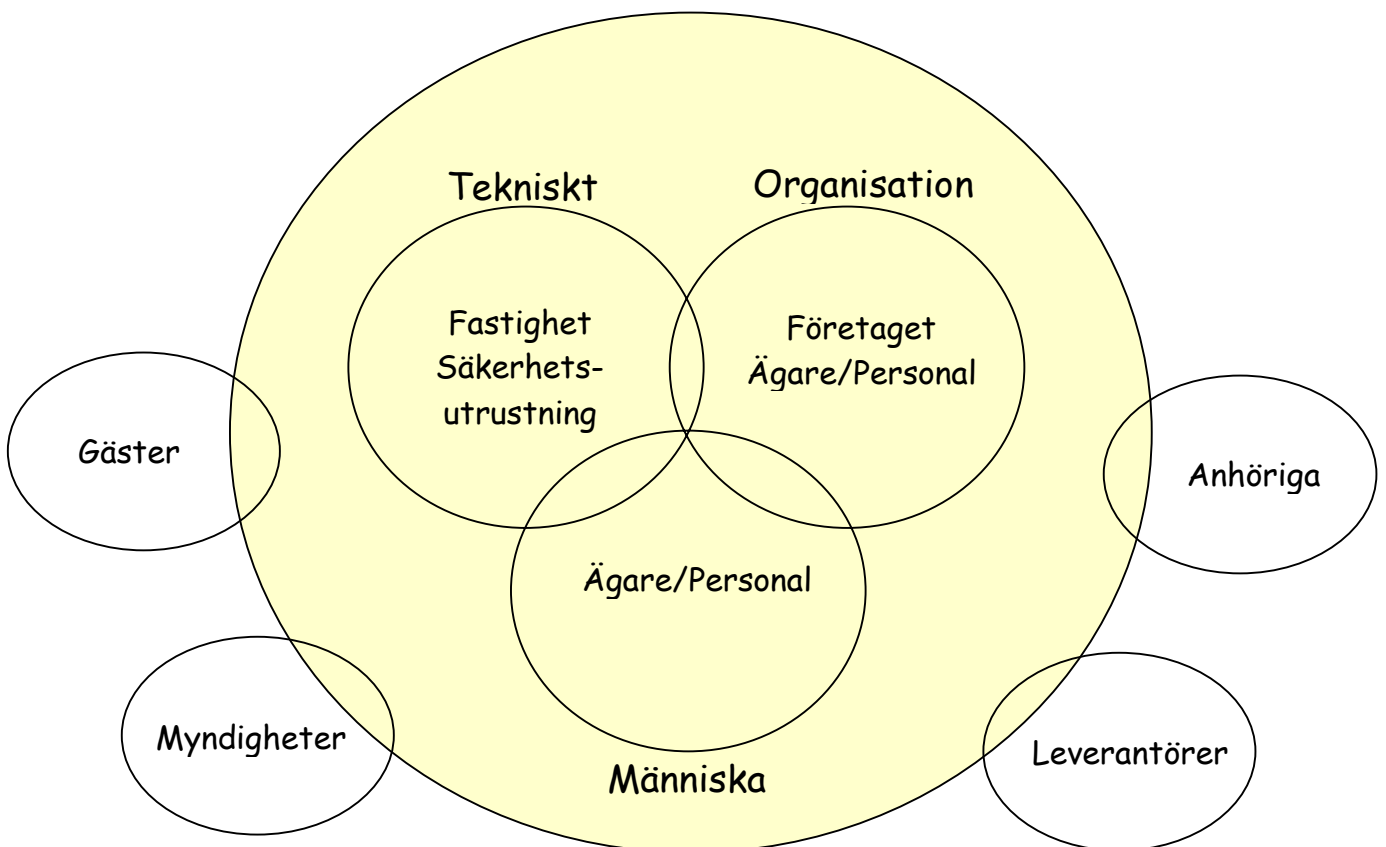 Tekniskt
Organisation
Fastighet
Säkerhets-
utrustning
Företaget
Ägare/Personal
Gäster
Anhöriga
Ägare/Personal
Myndigheter
Leverantörer
Människa